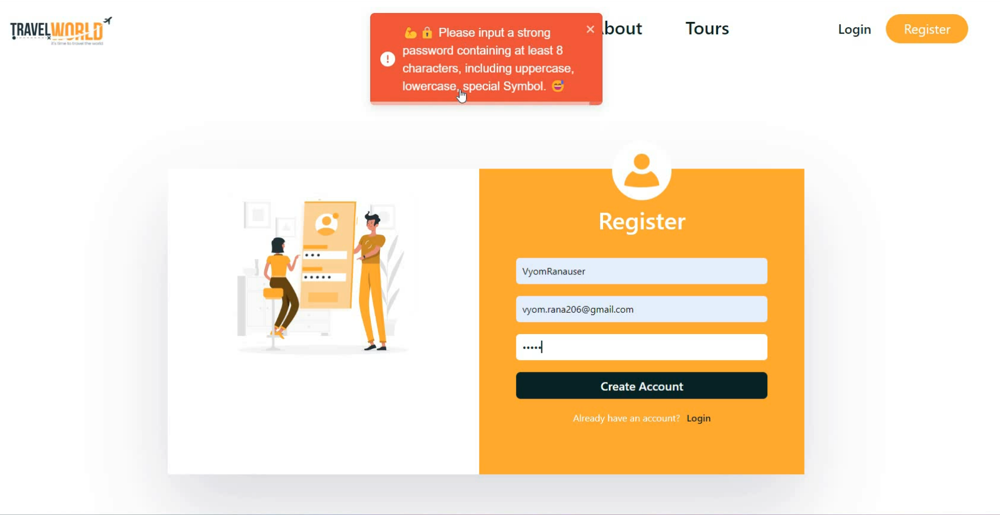 TRAVELWORLD
it's time to travel the world
💪 🔒 Please input a strong
password containing at least 8
characters, including uppercase,
lowercase, special Symbol. 😅
bout
Tours
Login
Register
Register
VyomRanauser
vyom.rana206@gmail.com
•••••
Create Account
Already have an account? Login